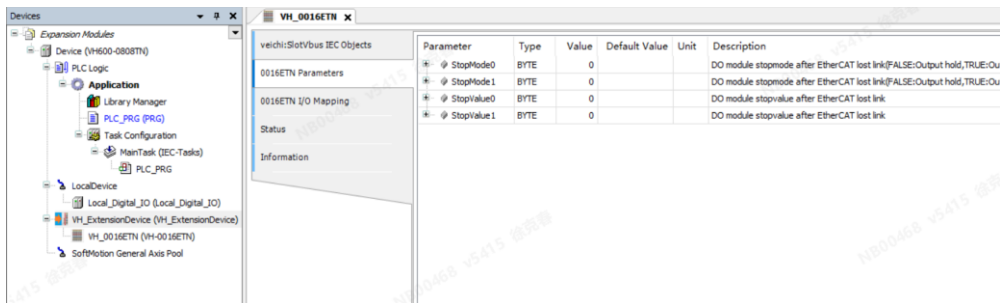 Devices
Expansion Modules
Device (VH600-0808TN)
PLC Logic
Application
Library Manager
PLC_PRG (PRG)
Task Configuration
MainTask (IEC-Tasks)
PLC_PRG
LocalDevice
Local_Digital_IO (Local_Digital_IO)
VH_ExtensionDevice (VH_ExtensionDevice)
VH_0016ETN (VH-0016ETN)
SoftMotion General Axis Pool
VH_0016ETN
veichi:SlotVbus IEC Objects
0016ETN Parameters
0016ETN I/O Mapping
Status
Information
Parameter Type Value Default Value Unit Description
StopMode0 BYTE 0 DO module stopmode after EtherCAT lost link(FALSE:Output hold,TRUE:Ou
StopMode1 BYTE 0 DO module stopmode after EtherCAT lost link(FALSE:Output hold,TRUE:Ou
StopValue0 BYTE 0 DO module stopvalue after EtherCAT lost link
StopValue1 BYTE 0 DO module stopvalue after EtherCAT lost link
NB00468 v5415
NB00468 v5415